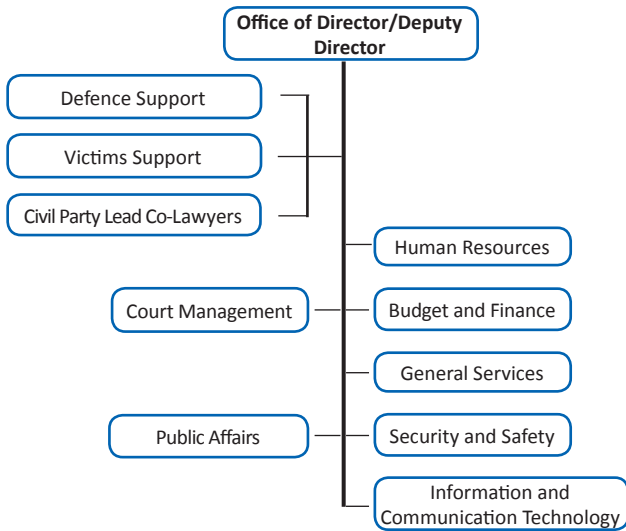 Office of Director/Deputy
Director
Defence Support
Victims Support
Civil Party Lead Co-Lawyers
Human Resources
Court Management
Budget and Finance
General Services
Public Affairs
Security and Safety
Information and
Communication Technology